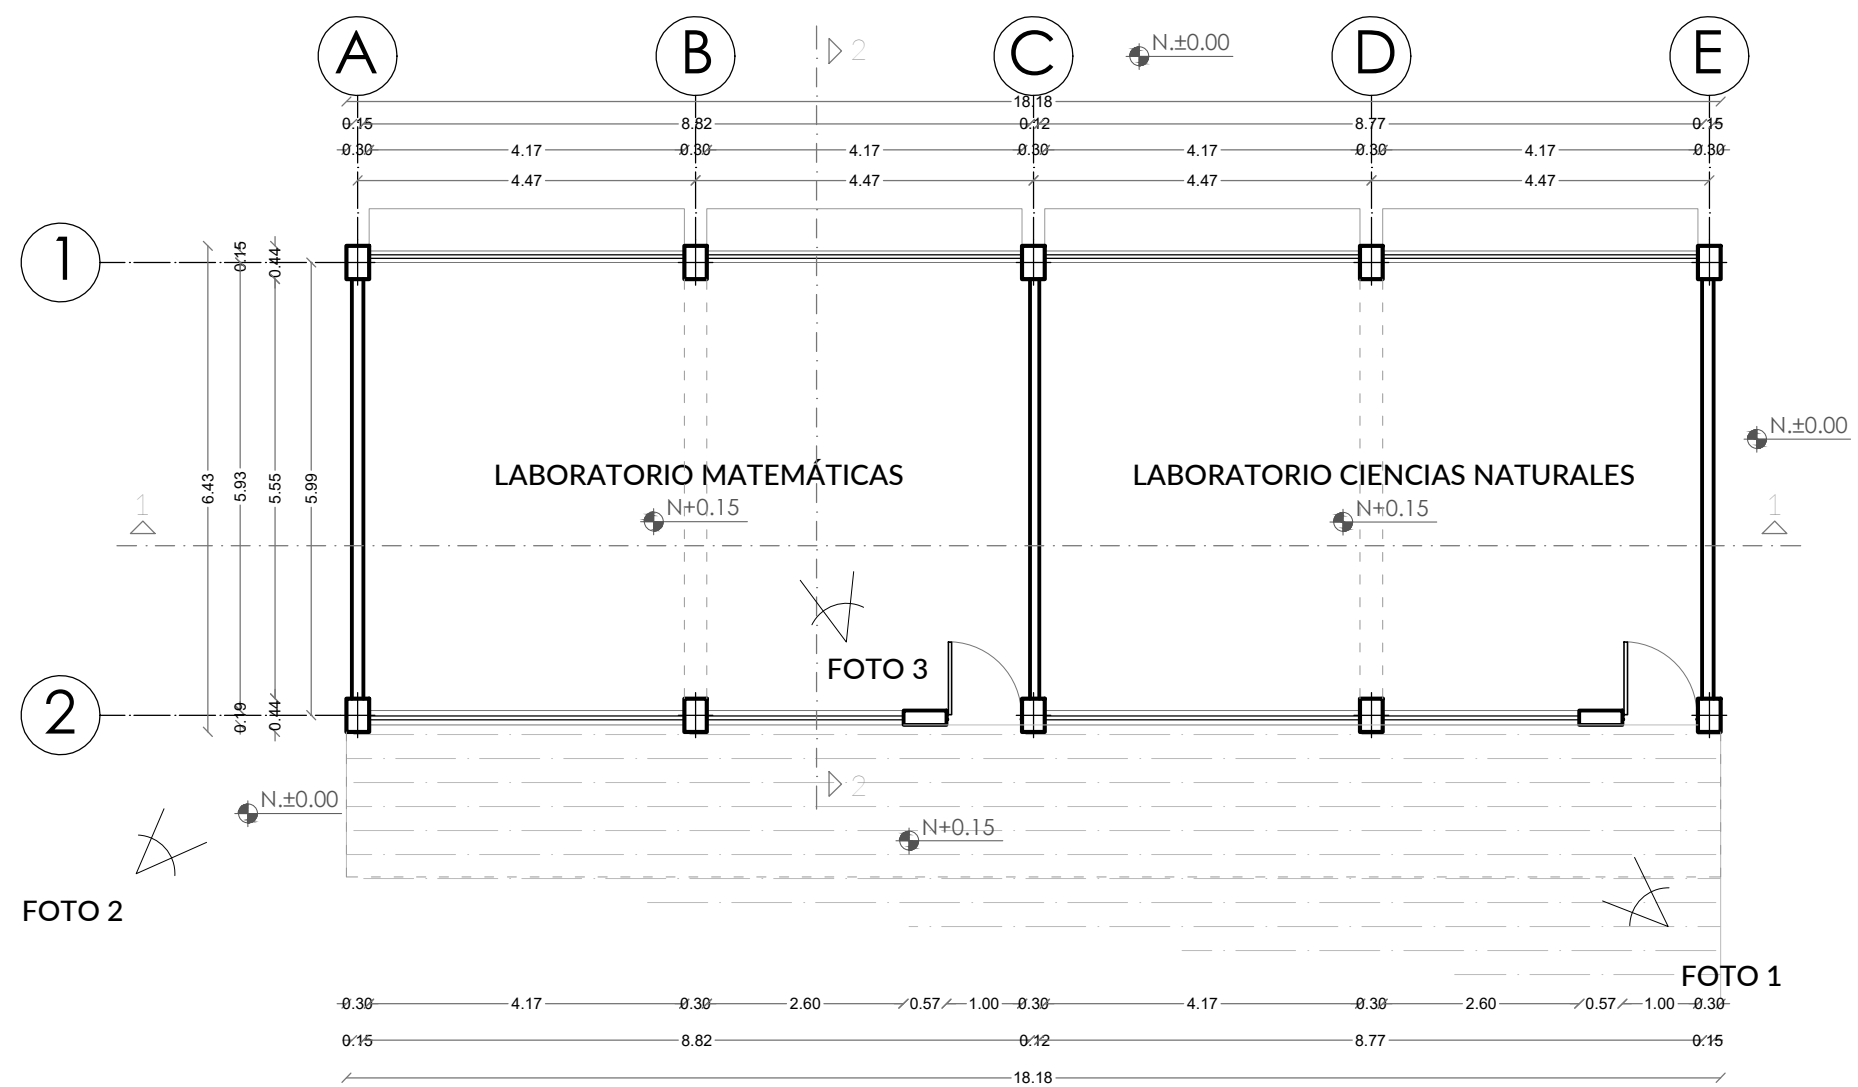 A B C D E
2 N.±0.00
18.18
0.15 8.82 0.12 8.77 0.15
0.30 4.17 0.30 4.17 0.30 4.17 0.30 4.17 0.30
4.47 4.47 4.47 4.47
1
0.15 0.44
6.43 5.93 5.55 5.99
N.±0.00
LABORATORIO MATEMÁTICAS LABORATORIO CIENCIAS NATURALES
1 N+0.15 N+0.15 1
FOTO 3
2
0.19 0.44
2
N.±0.00
N+0.15
FOTO 2
FOTO 1
0.30 4.17 0.30 2.60 0.57 1.00 0.30 4.17 0.30 2.60 0.57 1.00 0.30
0.15 8.82 0.12 8.77 0.15
18.18